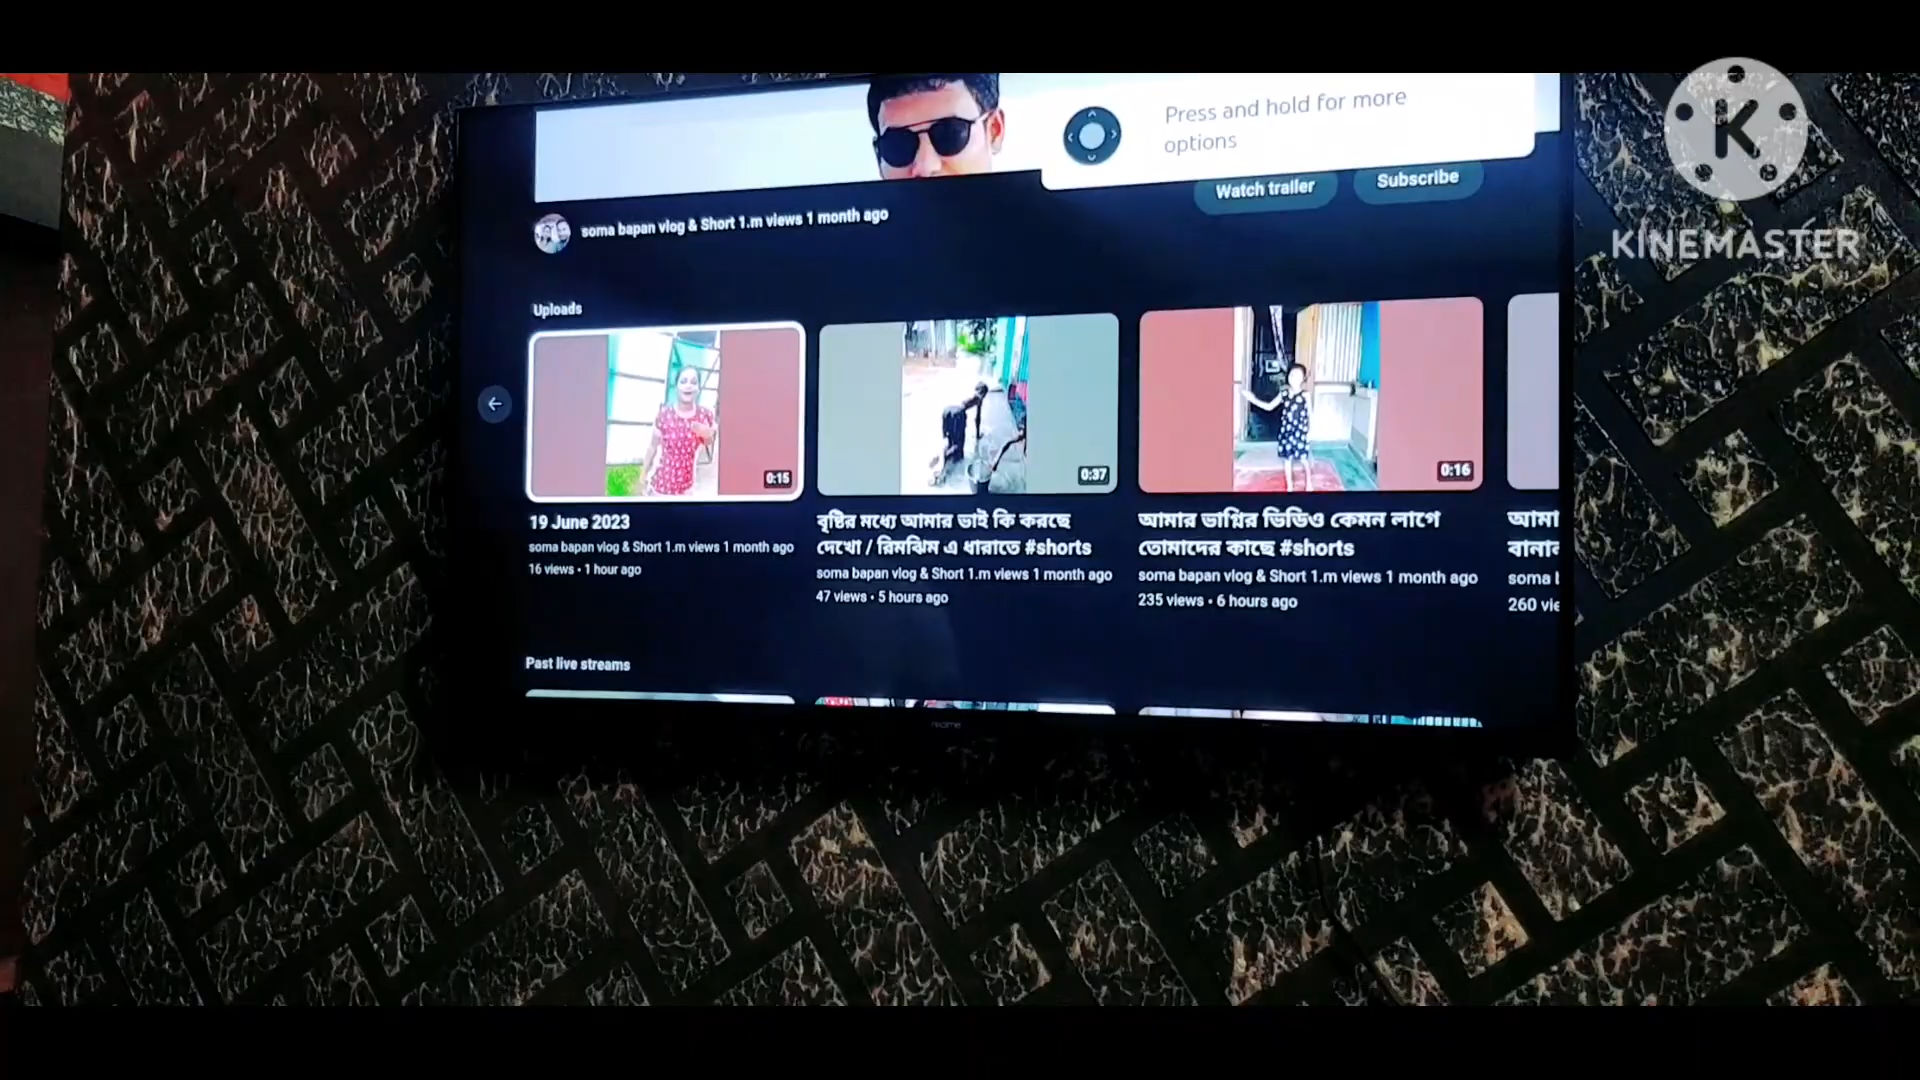 Press and hold for more
options
KINEMASTER
Watch trailer
Subscribe
soma bapan vlog & Short 1.m views 1 month ago
Uploads
0:15
0:37
0:16
19 June 2023
soma bapan vlog & Short 1.m views 1 month ago
16 views • 1 hour ago
বৃষ্টির মধ্যে আমার ভাই কি করছে
দেখো / রিমঝিম এ ধারাতে #shorts
soma bapan vlog & Short 1.m views 1 month ago
47 views • 5 hours ago
আমার ভাগ্নির ভিডিও কেমন লাগে
তোমাদের কাছে #shorts
soma bapan vlog & Short 1.m views 1 month ago
235 views • 6 hours ago
soma
260
Past live streams
realme